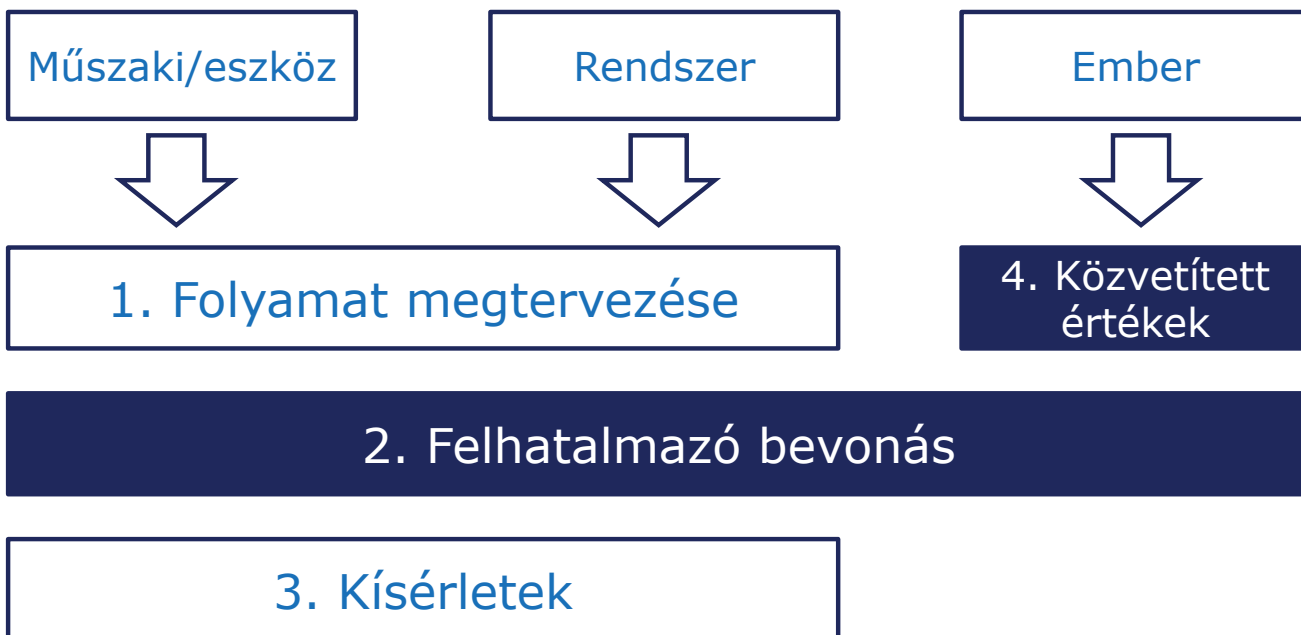 Műszaki/eszköz
Rendszer
Ember
1. Folyamat megtervezése
4. Közvetített
értékek
2. Felhatalmazó bevonás
3. Kísérletek